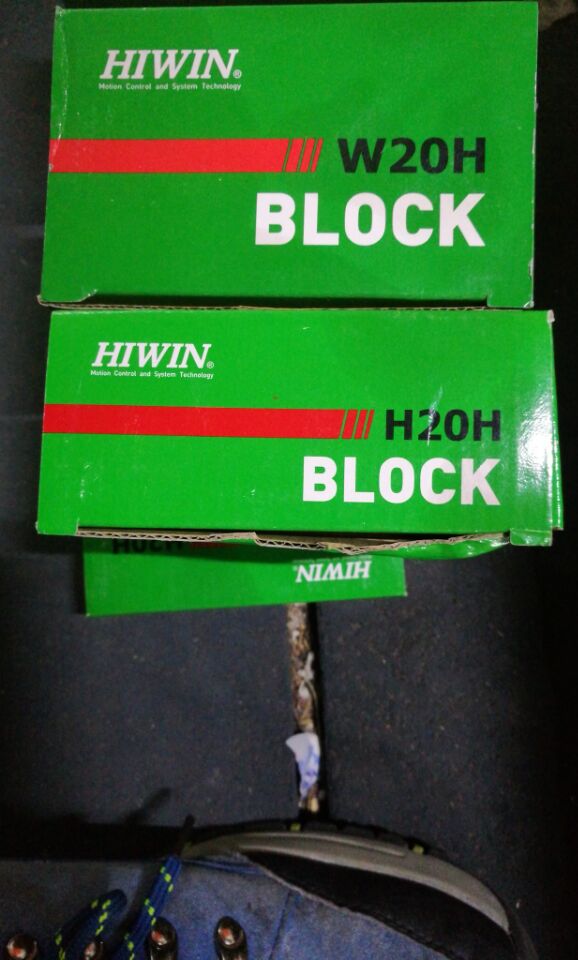 HIWIN®
Motion Control and System Technology
W20H
BLOCK
HIWIN®
Motion Control and System Technology
H20H
BLOCK
HIWIN